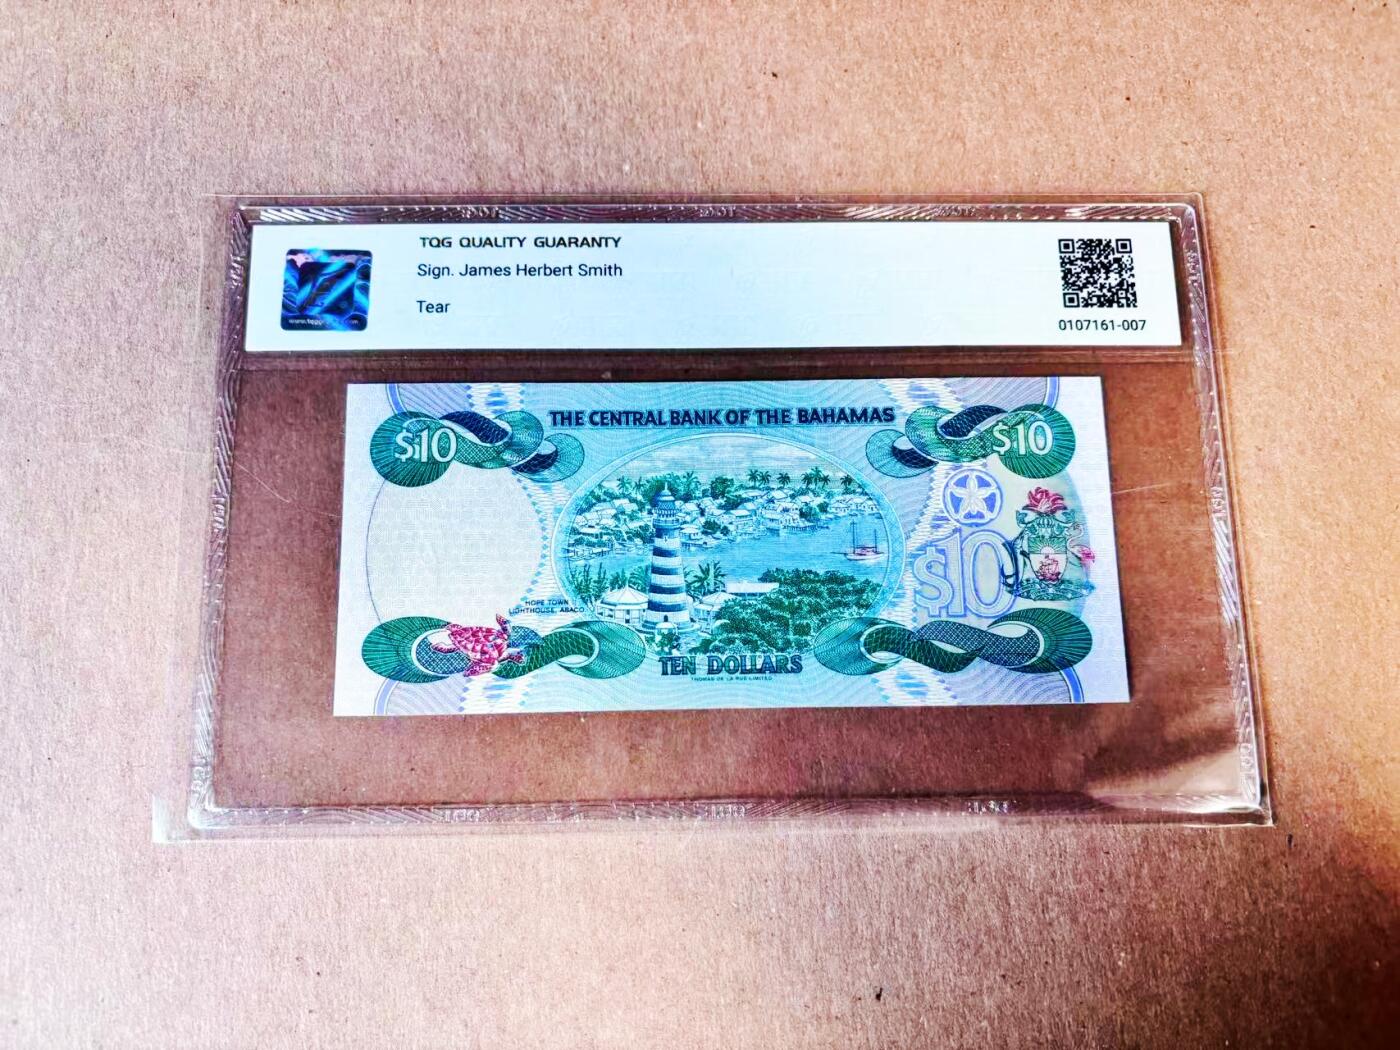 TQG QUALITY GUARANTY
Sign. James Herbert Smith
Tear
0107161-007
THE CENTRAL BANK OF THE BAHAMAS
$10
$10
$10
HOPE TOWN
LIGHTHOUSE, ABACO
TEN DOLLARS
THOMAS DE LA RUE LIMITED